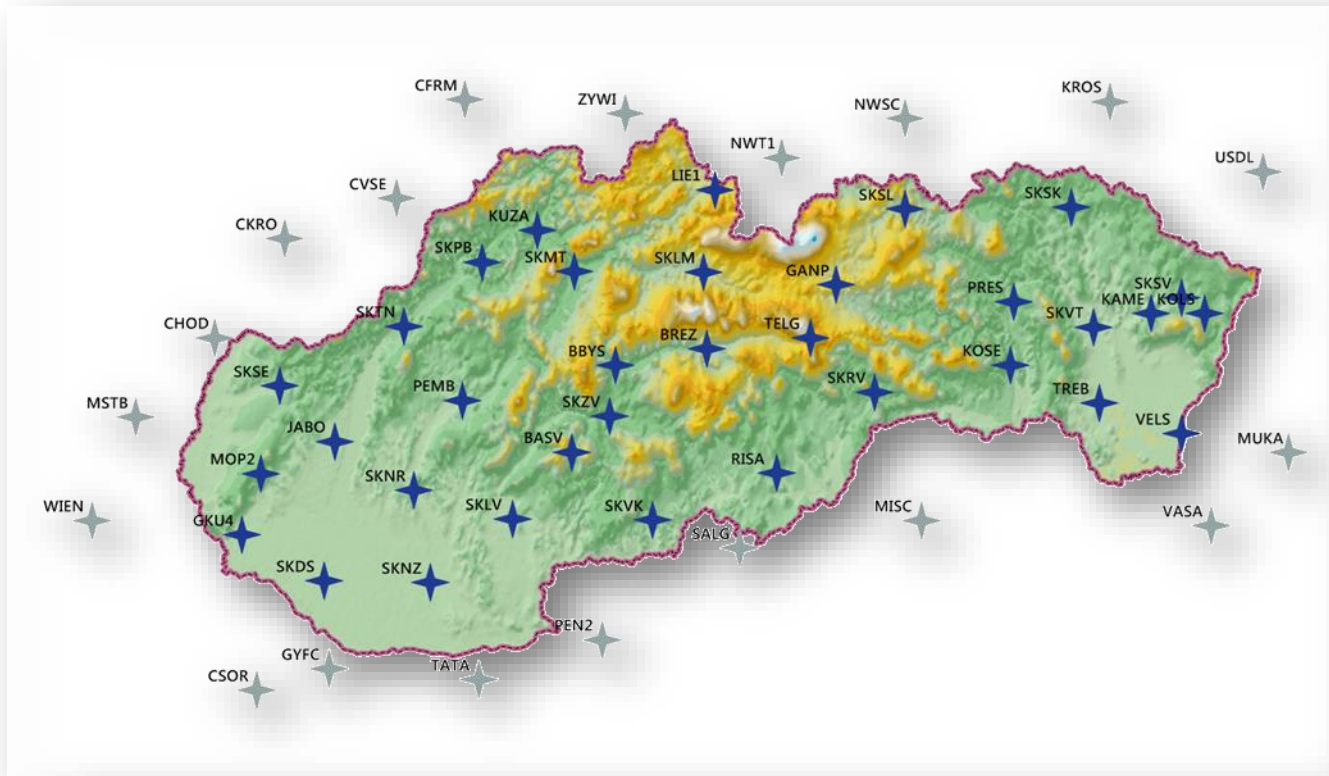 CFRM
KROS
ZYWI
NWSC
NWT1
USDL
LIE1
CVSE
SKSL
SKSK
KUZA
CKRO
SKPB
SKMT
SKLM
GANP
SKSV
PRES
KAME
KOLS
SKTN
SKVT
CHOD
TELG
BREZ
BBYS
KOSE
SKSE
SKRV
PEMB
TREB
MSTB
SKZV
VELS
JABO
BASV
MUKA
MOP2
RISA
SKNR
SKLV
SKVK
WIEN
MISC
VASA
GKU4
SALG
SKDS
SKNZ
PEN2
GYFC
TATA
CSOR